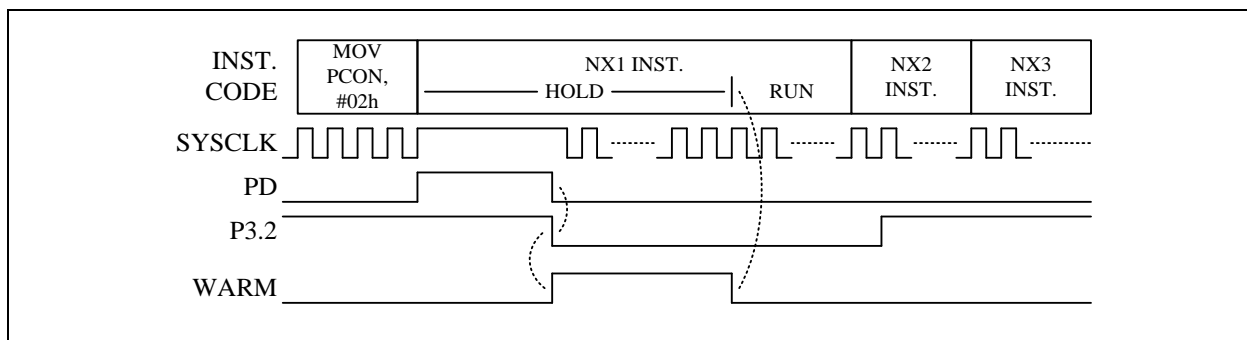 INST.
CODE
MOV
PCON,
#02h
NX1 INST.
HOLD
RUN
NX2
INST.
NX3
INST.
SYSCLK
PD
P3.2
WARM